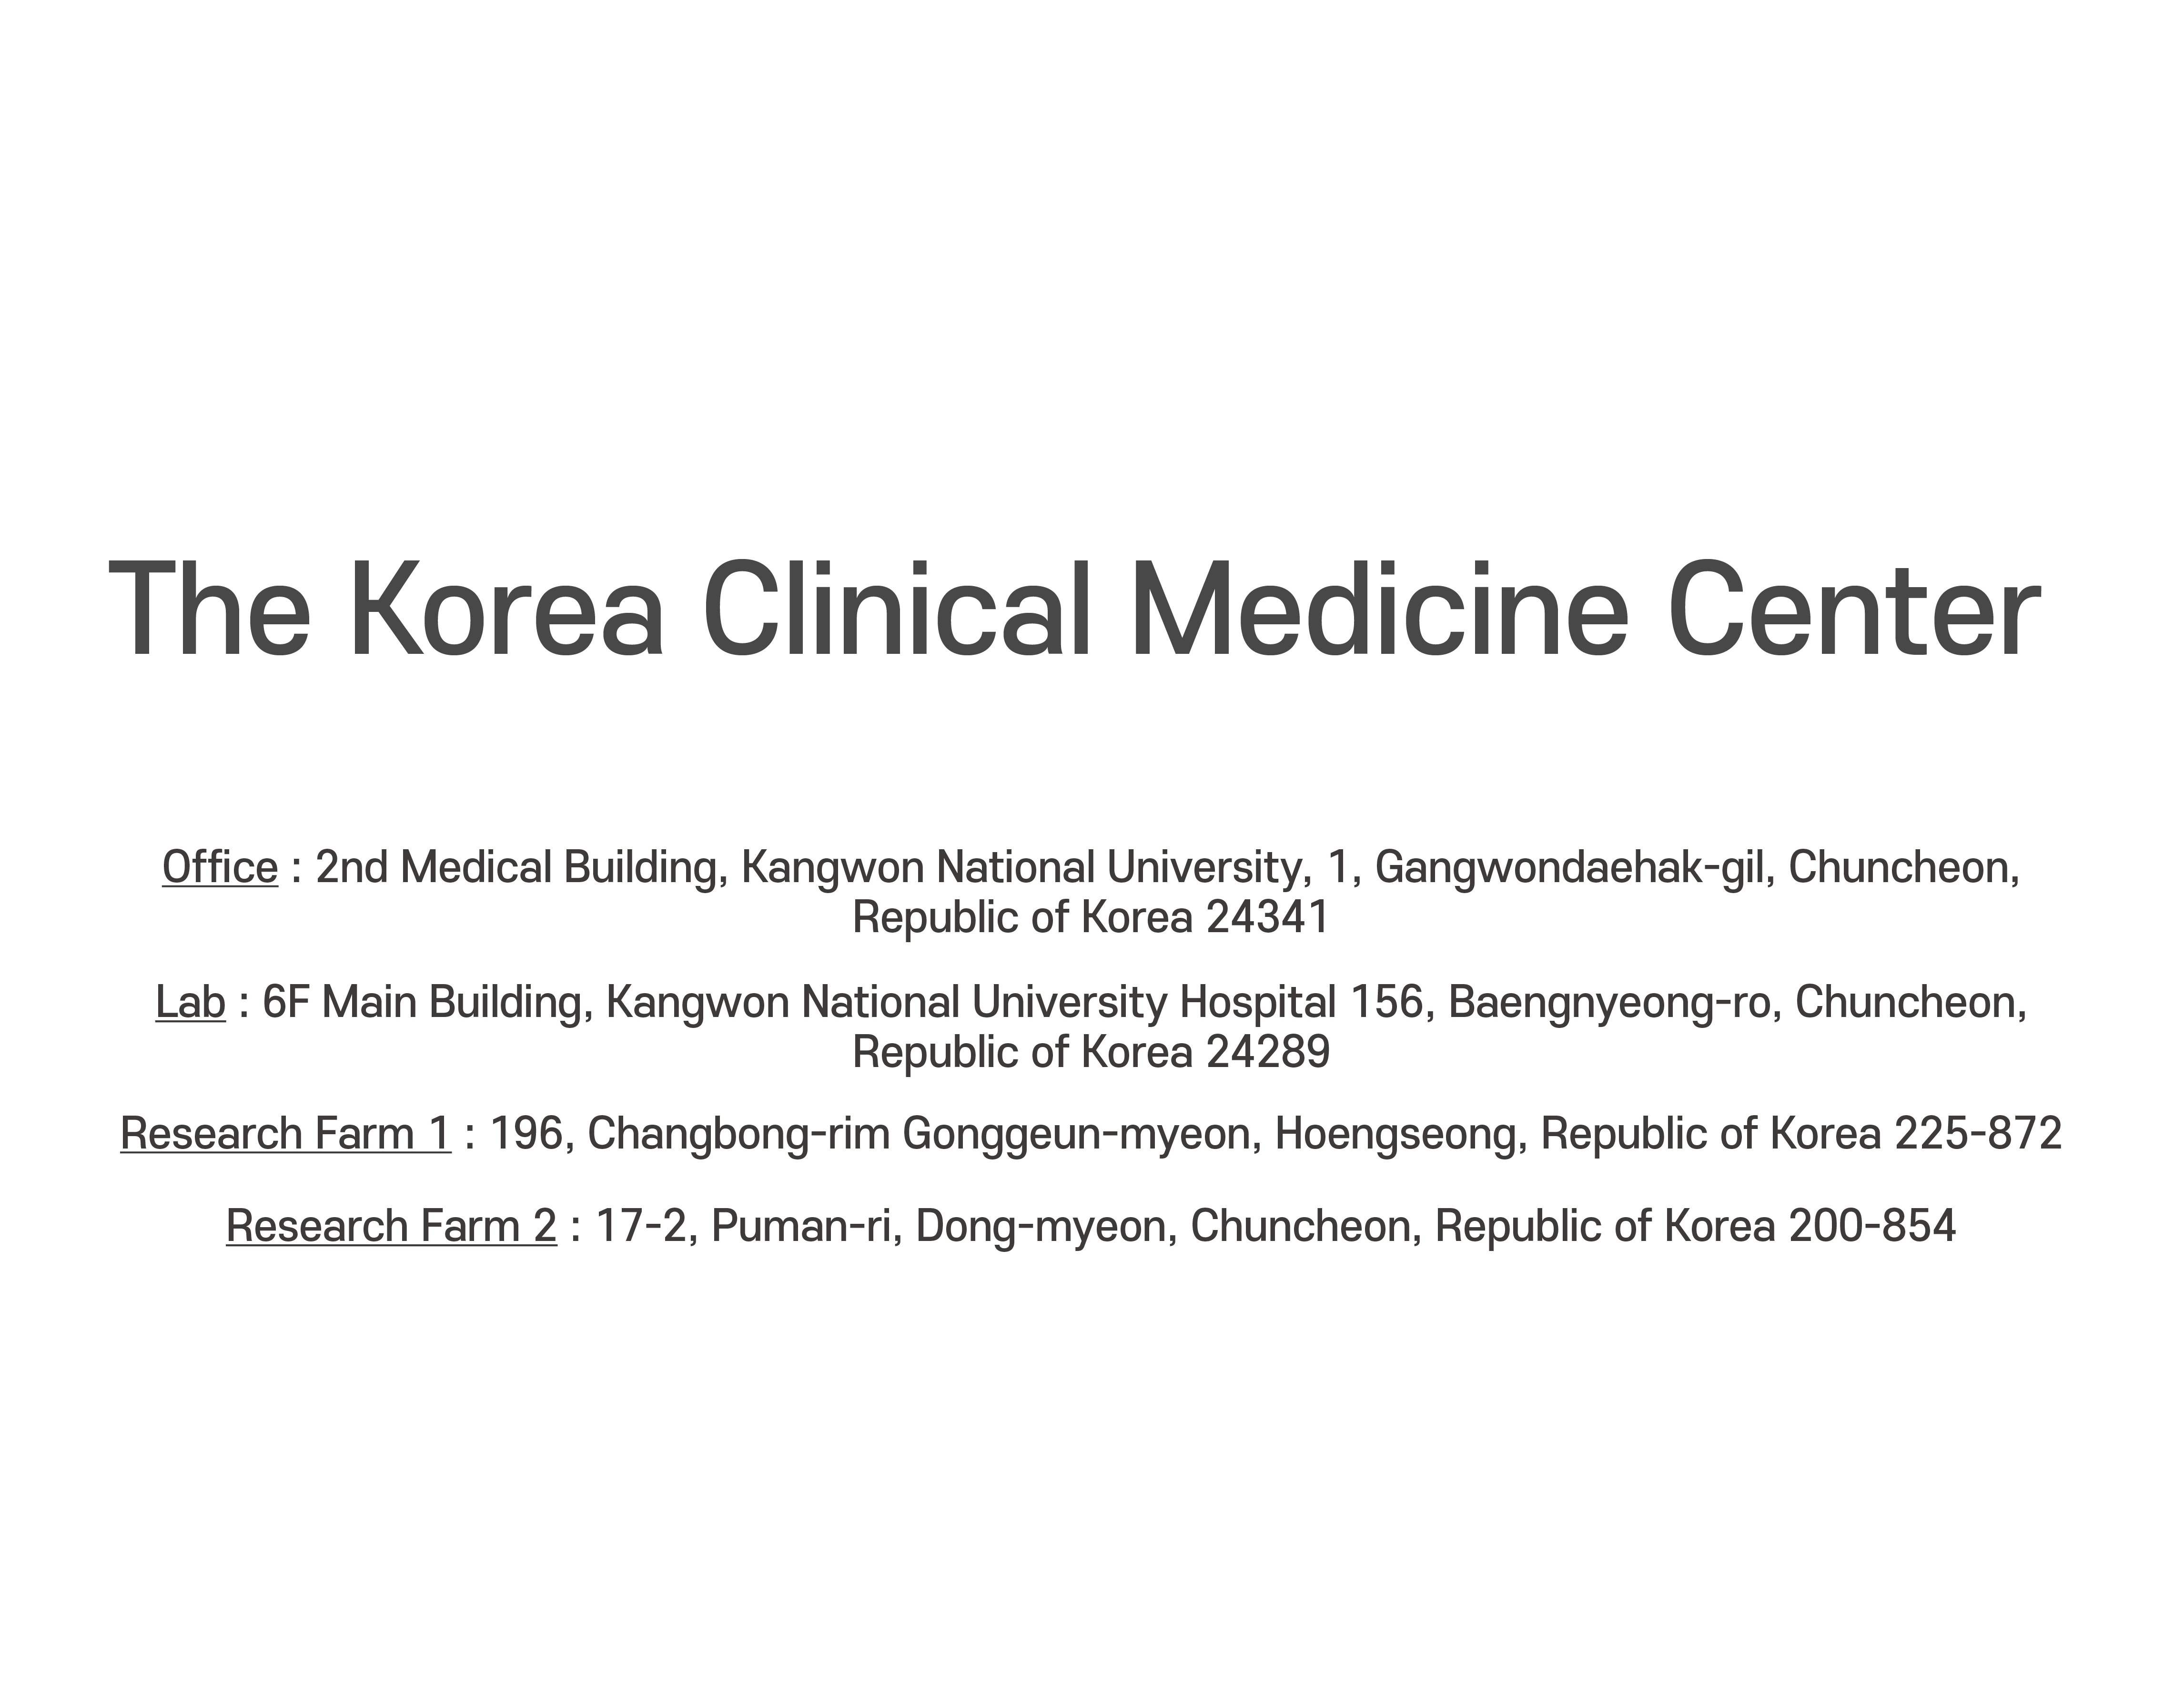 The Korea Clinical Medicine Center
Office : 2nd Medical Building, Kangwon National University, 1, Gangwondaehak-gil, Chuncheon,
Republic of Korea 24341
Lab : 6F Main Building, Kangwon National University Hospital 156, Baengnyeong-ro, Chuncheon,
Republic of Korea 24289
Research Farm 1 : 196, Changbong-rim Gonggeun-myeon, Hoengseong, Republic of Korea 225-872
Research Farm 2 : 17-2, Puman-ri, Dong-myeon, Chuncheon, Republic of Korea 200-854